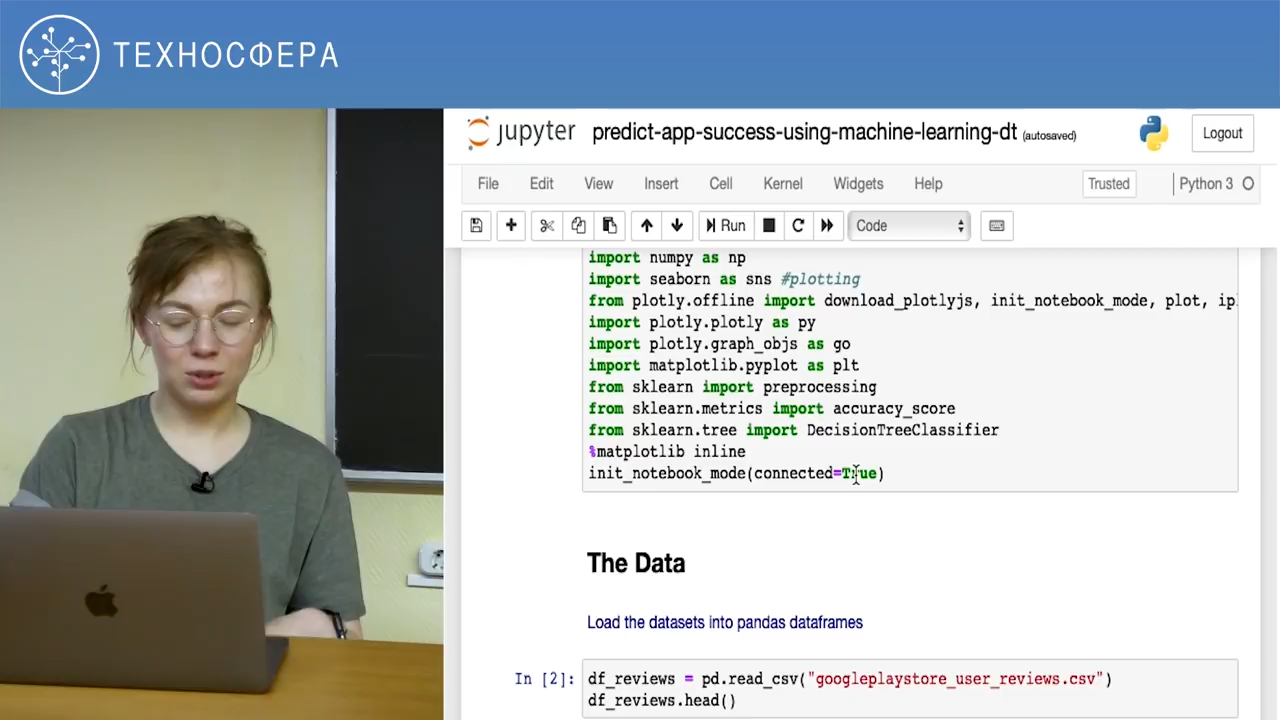 ТЕХНОСФЕРА
jupyter predict-app-success-using-machine-learning-dt (autosaved) Logout
File Edit View Insert Cell Kernel Widgets Help Trusted Python 3
Run Code
import numpy as np
import seaborn as sns #plotting
from plotly.offline import download_plotlyjs, init_notebook_mode, plot, ipl
import plotly.plotly as py
import plotly.graph_objs as go
import matplotlib.pyplot as plt
from sklearn import preprocessing
from sklearn.metrics import accuracy_score
from sklearn.tree import DecisionTreeClassifier
%matplotlib inline
init_notebook_mode(connected=True)
The Data
Load the datasets into pandas dataframes
In [2]: df_reviews = pd.read_csv("googleplaystore_user_reviews.csv")
df_reviews.head()